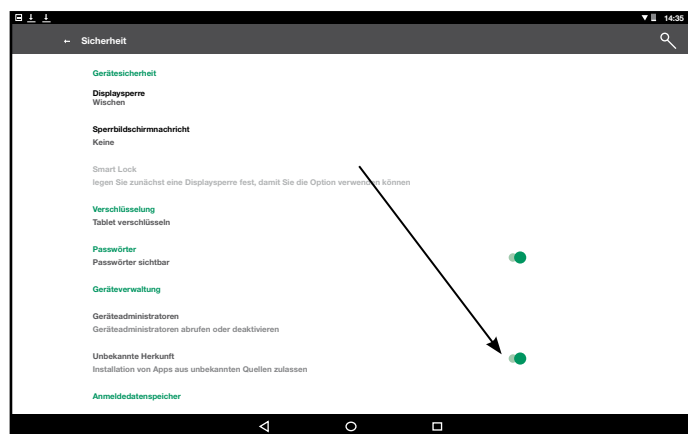 14:35
← Sicherheit
Gerätesicherheit
Displaysperre
Wischen
Sperrbildschirmnachricht
Keine
Smart Lock
legen Sie zunächst eine Displaysperre fest, damit Sie die Option verwenden können
Verschlüsselung
Tablet verschlüsseln
Passwörter
Passwörter sichtbar
Geräteverwaltung
Geräteadministratoren
Geräteadministratoren abrufen oder deaktivieren
Unbekannte Herkunft
Installation von Apps aus unbekannten Quellen zulassen
Anmeldedatenspeicher